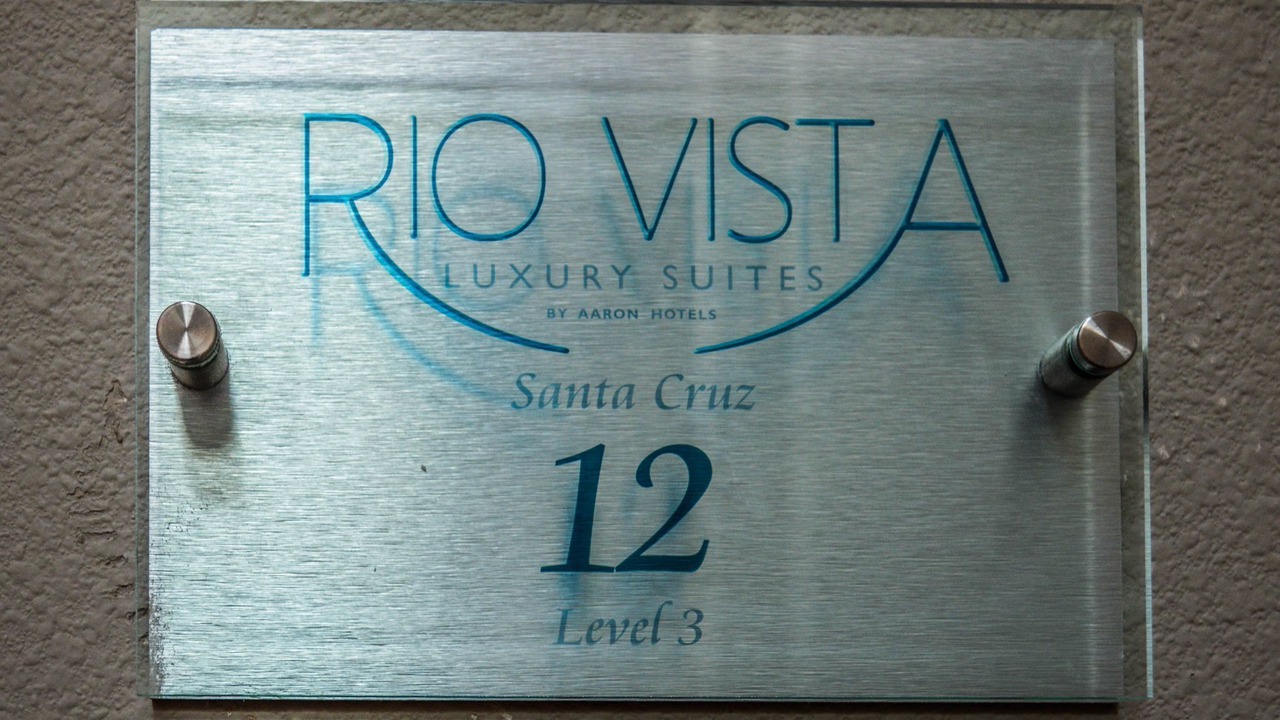 RIO VISTA
LUXURY SUITES
BY AARON HOTELS
Santa Cruz
12
Level 3